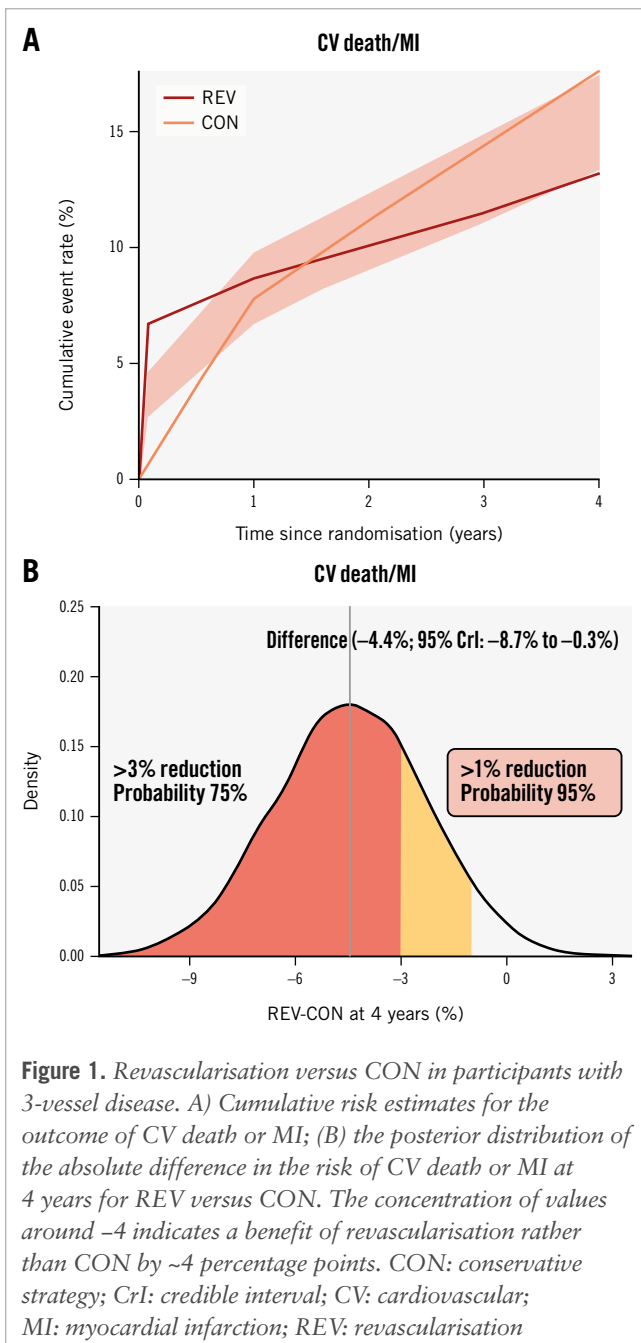 A
CV death/MI
REV
CON
15
10
5
0
Cumulative event rate (%)
0 1 2 3 4
Time since randomisation (years)
B
CV death/MI
0.25
0.20
0.15
0.10
0.05
0.00
Density
Difference (–4.4%; 95% CrI: –8.7% to –0.3%)
>3% reduction
Probability 75%
>1% reduction
Probability 95%
–9 –6 –3 0 3
REV-CON at 4 years (%)
Figure 1. Revascularisation versus CON in participants with
3-vessel disease. A) Cumulative risk estimates for the
outcome of CV death or MI; (B) the posterior distribution of
the absolute difference in the risk of CV death or MI at
4 years for REV versus CON. The concentration of values
around –4 indicates a benefit of revascularisation rather
than CON by ~4 percentage points. CON: conservative
strategy; CrI: credible interval; CV: cardiovascular;
MI: myocardial infarction; REV: revascularisation